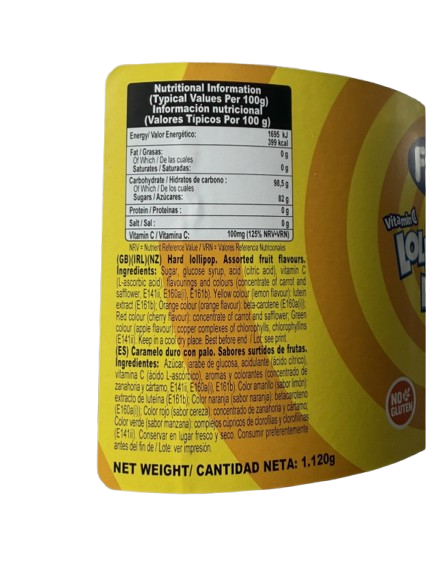 Nutritional Information
(Typical Values Per 100g)
Información nutricional
(Valores Típicos Por 100 g)
Energy/ Valor Energético: 1695 kJ
399 kcal
Fat / Grasas: 0 g
Of Which / De las cuales
Saturates / Saturadas: 0 g
Carbohydrate / Hidratos de carbono : 98,5 g
Of Which / De los cuales
Sugars / Azúcares: 82 g
Protein / Proteínas : 0 g
Salt / Sal : 0 g
Vitamin C / Vitamina C: 100mg (125% NRV=VRN)
NRV = Nutrient Reference Value / VRN = Valores Referencia Nutricionales
(GB)(IRL)(NZ) Hard lollipop. Assorted fruit flavours.
Ingredients: Sugar, glucose syrup, acid (citric acid), vitamin C
(L-ascorbic acid), flavourings and colours (concentrate of carrot and
safflower, E141ii, E160a(i), E161b). Yellow colour (lemon flavour): lutein
extract (E161b); Orange colour (orange flavour): beta-carotene (E160a(i));
Red colour (cherry flavour): concentrate of carrot and safflower; Green
colour (apple flavour): copper complexes of chlorophylls, chlorophyllins
(E141ii). Keep in a cool dry place. Best before end / Lot: see print.
(ES) Caramelo duro con palo. Sabores surtidos de frutas.
Ingredientes: Azúcar, jarabe de glucosa, acidulante (ácido cítrico),
vitamina C (ácido L-ascórbico), aromas y colorantes (concentrado de
zanahoria y cártamo, E141ii, E160a(i), E161b). Color amarillo (sabor limón):
extracto de luteína (E161b); Color naranja (sabor naranja): betacaroteno
(E160a(i)); Color rojo (sabor cereza): concentrado de zanahoria y cártamo;
Color verde (sabor manzana): complejos cúpricos de clorofilas y clorofilinas
(E141ii). Conservar en lugar fresco y seco. Consumir preferentemente
antes del fin de / Lote: ver impresión.
NET WEIGHT/ CANTIDAD NETA: 1.120g
Vitamin C
NO
GLUTEN